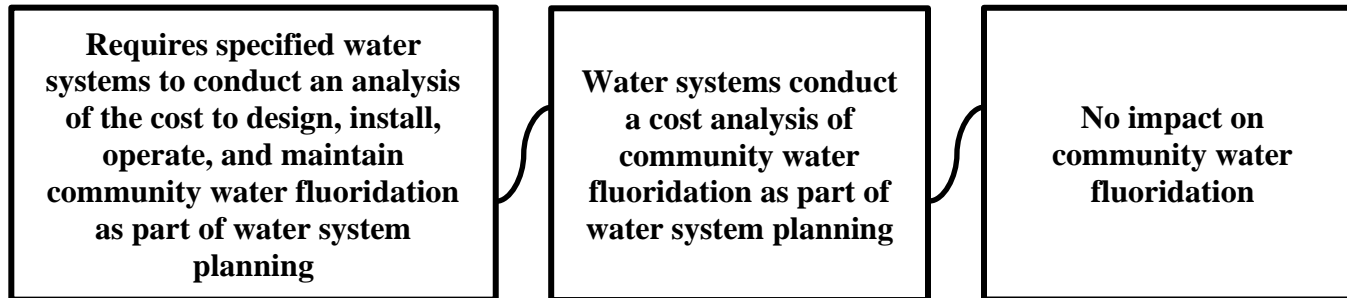 Requires specified water
systems to conduct an analysis
of the cost to design, install,
operate, and maintain
community water fluoridation
as part of water system
planning
Water systems conduct
a cost analysis of
community water
fluoridation as part of
water system planning
No impact on
community water
fluoridation